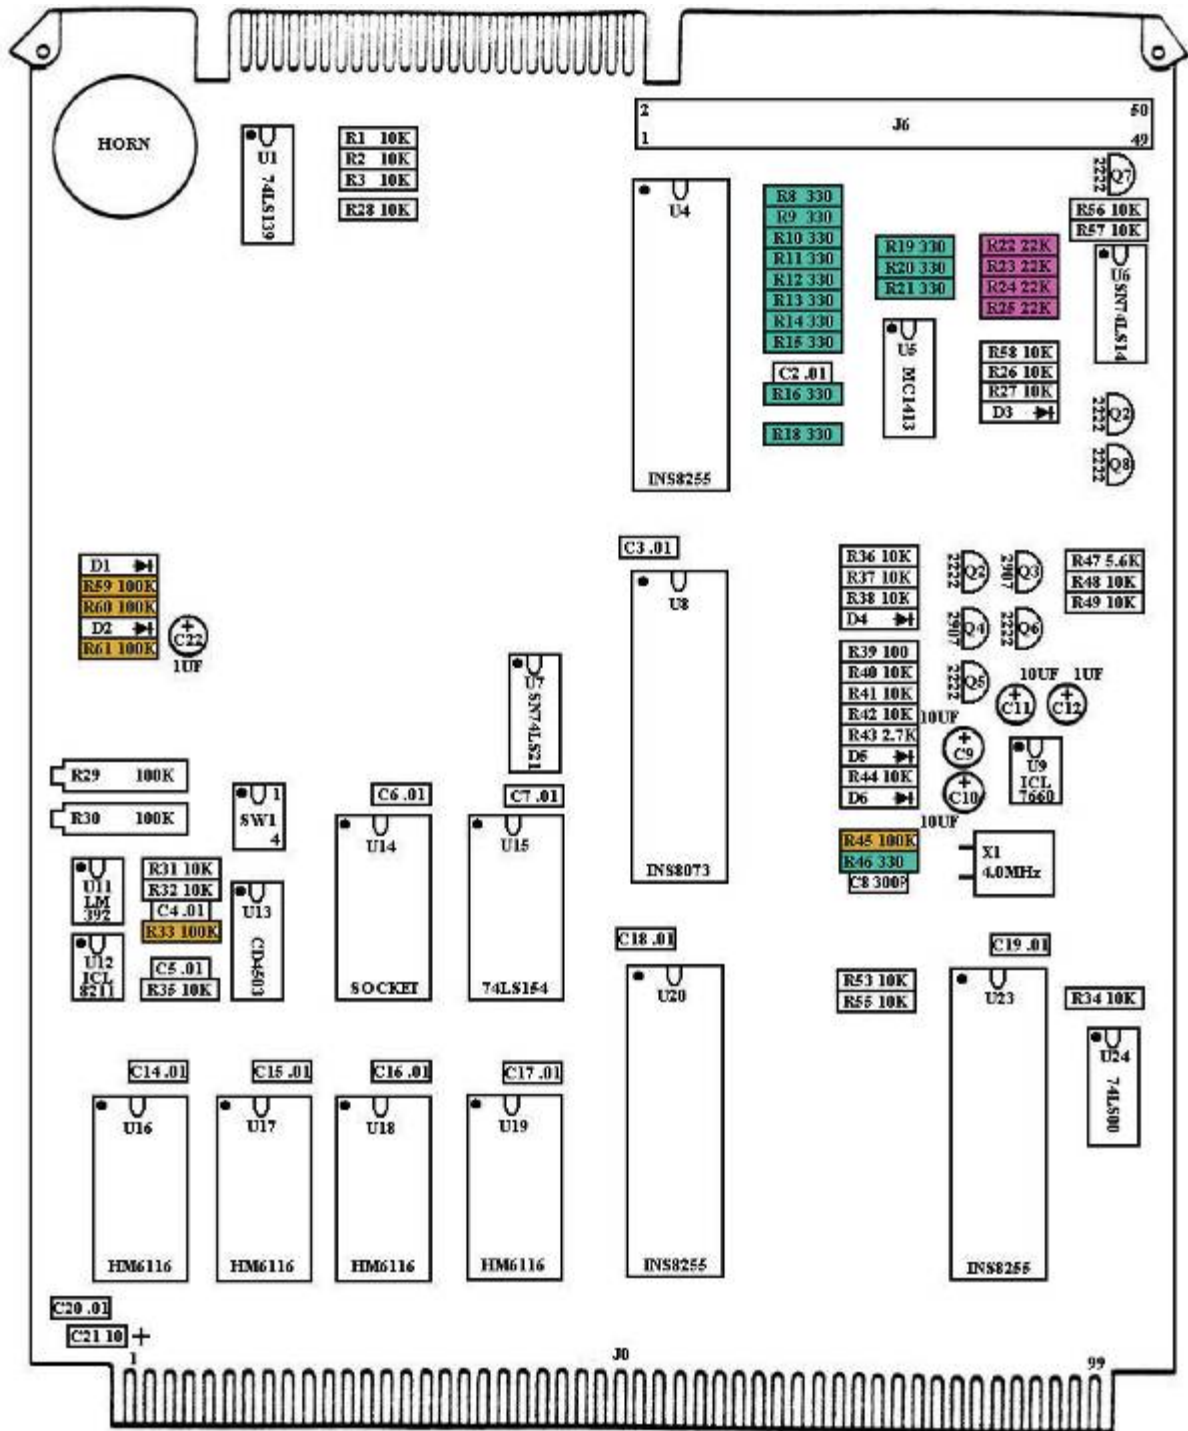 HORN
U1
74LS139
R1 10K
R2 10K
R3 10K
R28 10K
2
50
J6
1
49
U4
INS8255
R8 330
R9 330
R10 330
R11 330
R12 330
R13 330
R14 330
R15 330
C2 .01
R16 330
R18 330
R19 330
R20 330
R21 330
U5
MC1413
R22 22K
R23 22K
R24 22K
R25 22K
R58 10K
R26 10K
R27 10K
D3
2222
Q7
R56 10K
R57 10K
U6
SN74LS14
2222
Q2
2222
Q8
D1
R59 100K
R60 100K
D2
R61 100K
C22
1UF
C3 .01
U8
INS8073
U7
SN74LS21
R36 10K
R37 10K
R38 10K
D4
R39 100
R40 10K
R41 10K
R42 10K
R43 2.7K
D5
R44 10K
D6
R45 100K
R46 330
C8 300P
2222
Q2
2907
Q3
2907
Q4
2222
Q6
2222
Q5
R47 5.6K
R48 10K
R49 10K
10UF
1UF
C11
C12
10UF
C9
C10
10UF
U9
ICL
7660
X1
4.0MHz
R29 100K
R30 100K
1
SW1
4
C6 .01
C7 .01
U14
SOCKET
U15
74LS154
U11
LM
392
U12
ICL
8211
R31 10K
R32 10K
C4 .01
R33 100K
C5 .01
R35 10K
U13
CD4503
C18 .01
U20
INS8255
R53 10K
R55 10K
C19 .01
U23
INS8255
R34 10K
U24
74LS00
C14 .01
C15 .01
C16 .01
C17 .01
U16
HM6116
U17
HM6116
U18
HM6116
U19
HM6116
C20 .01
C21 10 +
1
J0
99